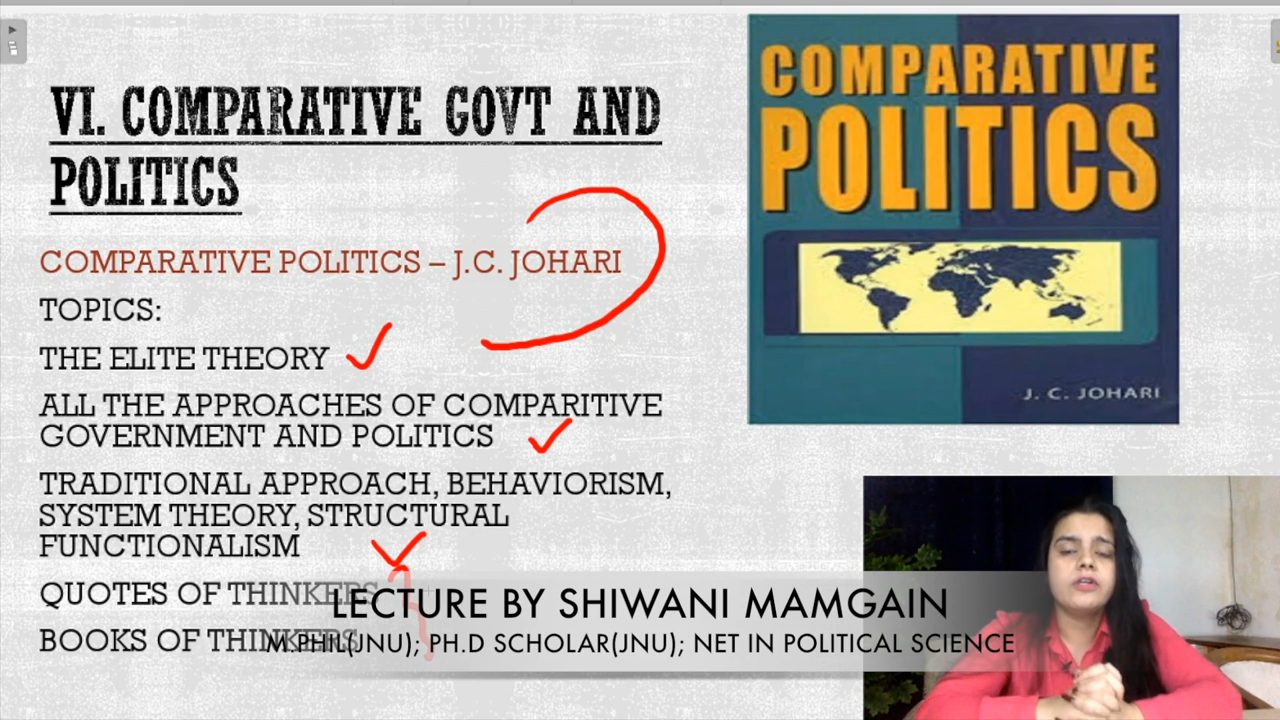 VI. COMPARATIVE GOVT AND
POLITICS
COMPARATIVE POLITICS – J.C. JOHARI
TOPICS:
THE ELITE THEORY
ALL THE APPROACHES OF COMPARITIVE
GOVERNMENT AND POLITICS
TRADITIONAL APPROACH, BEHAVIORISM,
SYSTEM THEORY, STRUCTURAL
FUNCTIONALISM
QUOTES OF THINKERS
BOOKS OF THINKERS
COMPARATIVE
POLITICS
J. C. JOHARI
LECTURE BY SHIWANI MAMGAIN
M.PHIL(JNU); PH.D SCHOLAR(JNU); NET IN POLITICAL SCIENCE